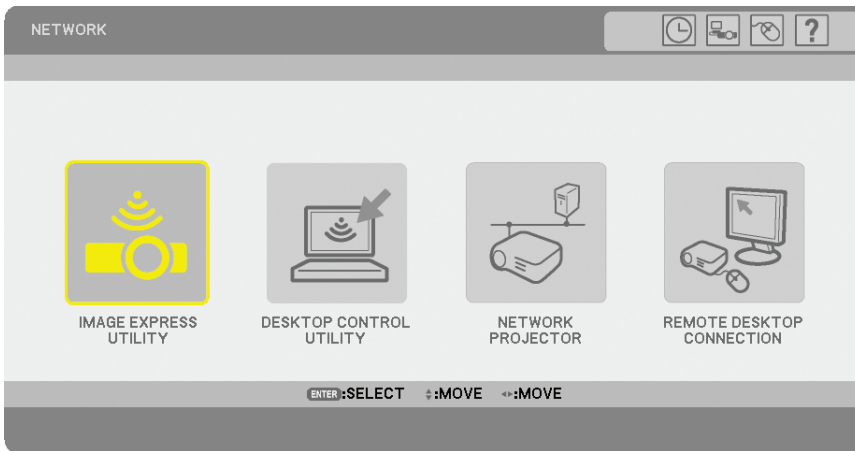 NETWORK
?
IMAGE EXPRESS
UTILITY
DESKTOP CONTROL
UTILITY
NETWORK
PROJECTOR
REMOTE DESKTOP
CONNECTION
ENTER:SELECT :MOVE :MOVE